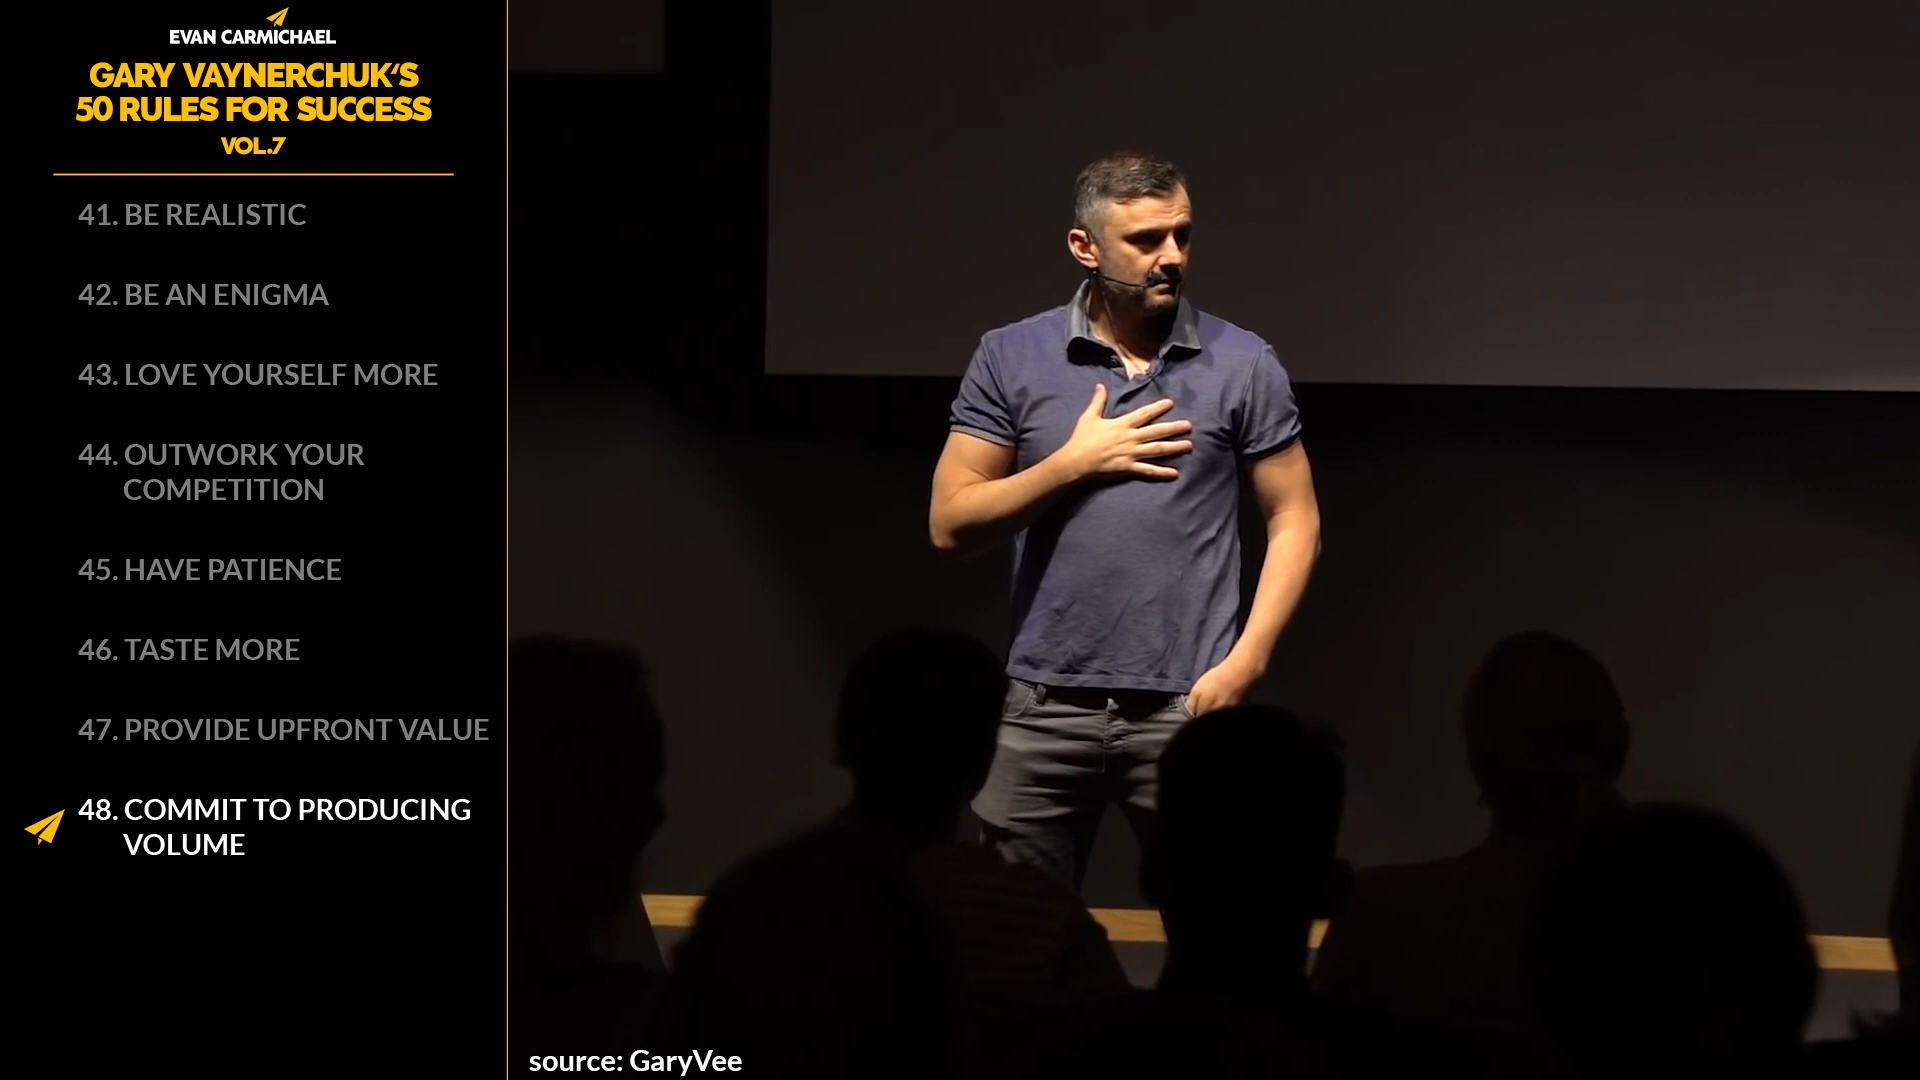 EVAN CARMICHAEL
GARY VAYNERCHUK'S
50 RULES FOR SUCCESS
VOL.7
41. BE REALISTIC
42. BE AN ENIGMA
43. LOVE YOURSELF MORE
44. OUTWORK YOUR
COMPETITION
45. HAVE PATIENCE
46. TASTE MORE
47. PROVIDE UPFRONT VALUE
48. COMMIT TO PRODUCING
VOLUME
source: GaryVee